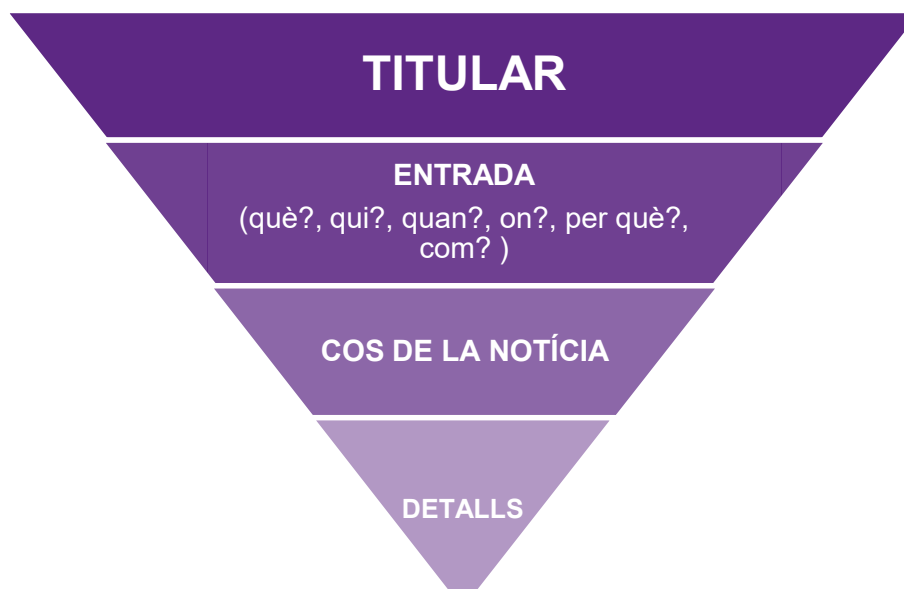 TITULAR
ENTRADA
(què?, qui?, quan?, on?, per què?,
com? )
COS DE LA NOTÍCIA
DETALLS